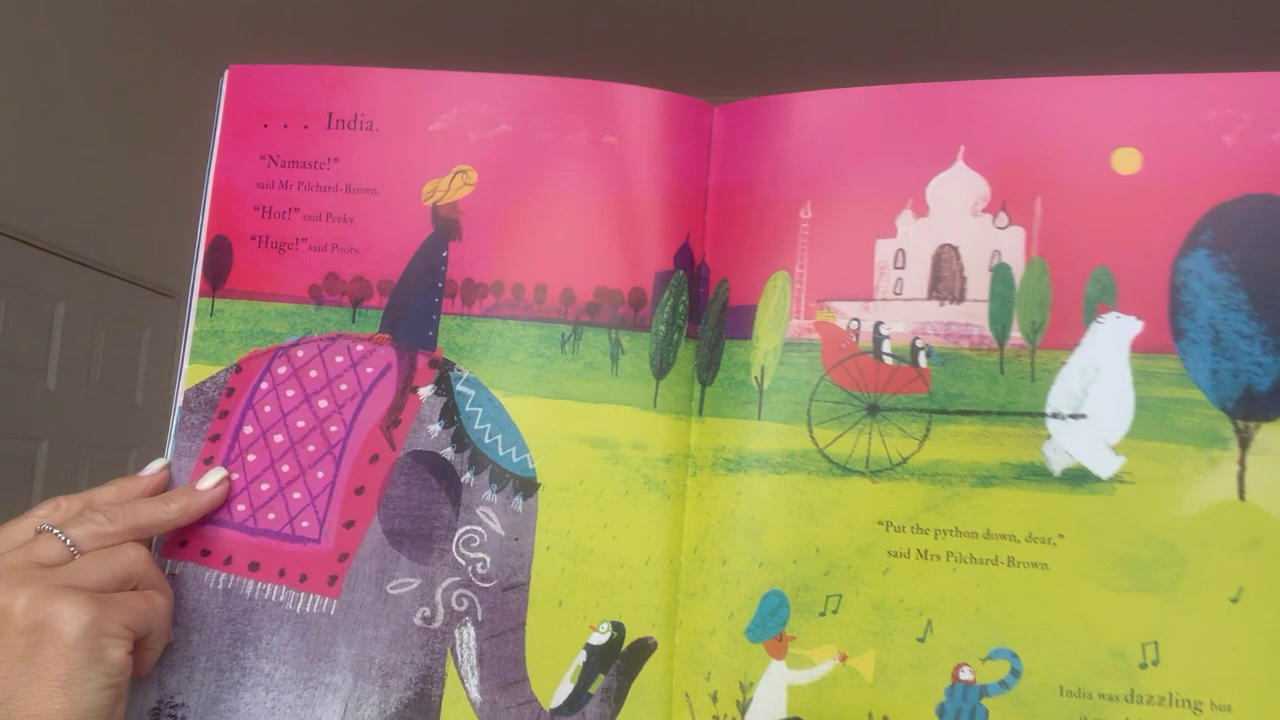 . . . India.
“Namaste!”
said Mr Pilchard-Brown.
“Hot!” said Peeky.
“Huge!” said Poots.
“Put the python down, dear,”
said Mrs Pilchard-Brown.
India was dazzling but